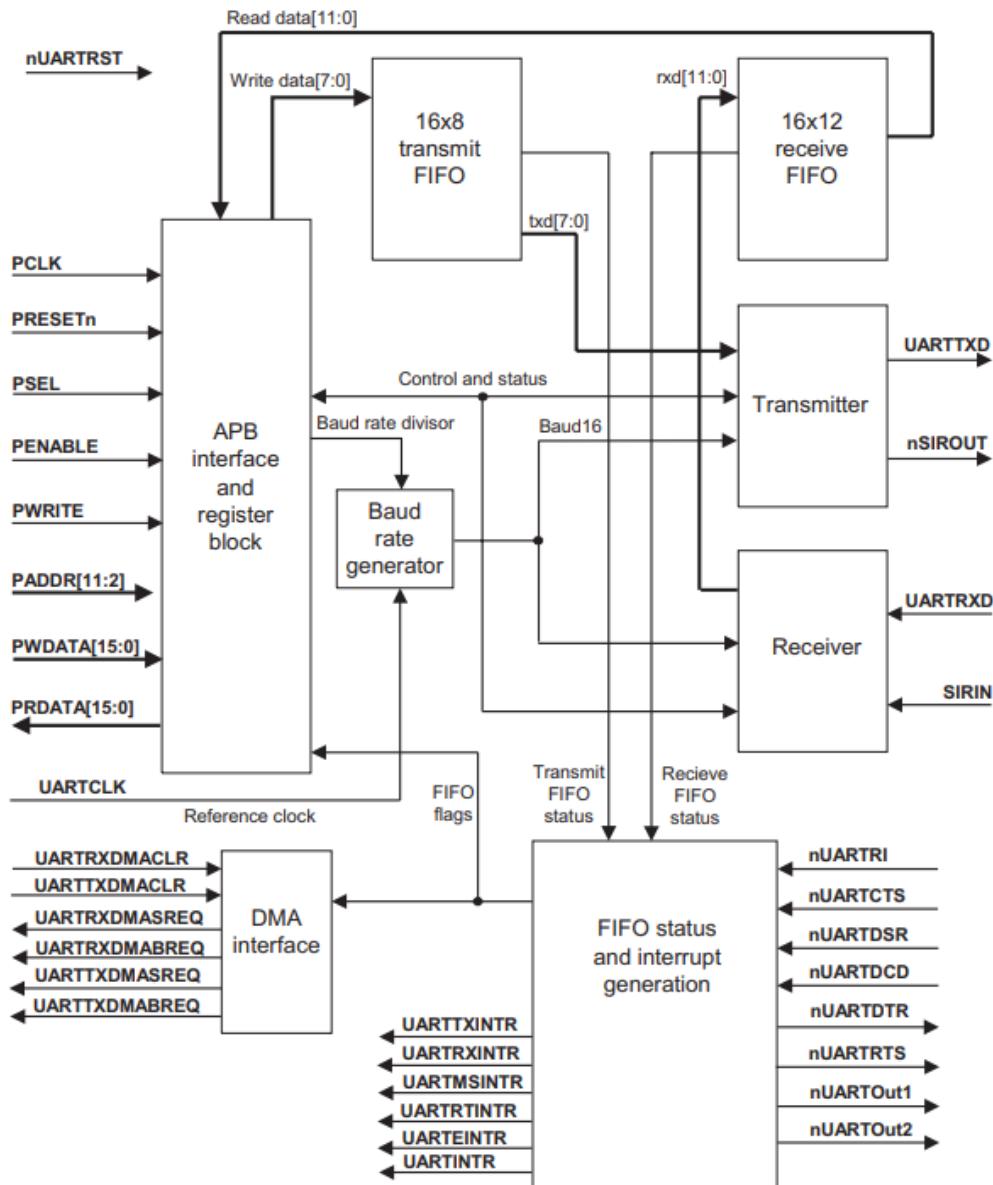 Read data[11:0]
nUARTRST
Write data[7:0]
16x8
transmit
FIFO
rxd[11:0]
16x12
receive
FIFO
txd[7:0]
PCLK
PRESETn
PSEL
PENABLE
PWRITE
PADDR[11:2]
PWDATA[15:0]
PRDATA[15:0]
APB
interface
and
register
block
Control and status
Baud rate divisor
Baud16
Baud
rate
generator
Transmitter
UARTTXD
nSIROUT
Receiver
UARTRXD
SIRIN
UARTCLK
Reference clock
FIFO
flags
Transmit
FIFO
status
Recieve
FIFO
status
UARTRXDMACLR
UARTTXDMACLR
UARTRXDMASREQ
UARTRXDMABREQ
UARTTXDMASREQ
UARTTXDMABREQ
DMA
interface
FIFO status
and interrupt
generation
nUARTRI
nUARTCTS
nUARTDSR
nUARTDCD
nUARTDTR
nUARTRTS
nUARTOut1
nUARTOut2
UARTTXINTR
UARTRXINTR
UARTMSINTR
UARTRTINTR
UARTEINTR
UARTINTR